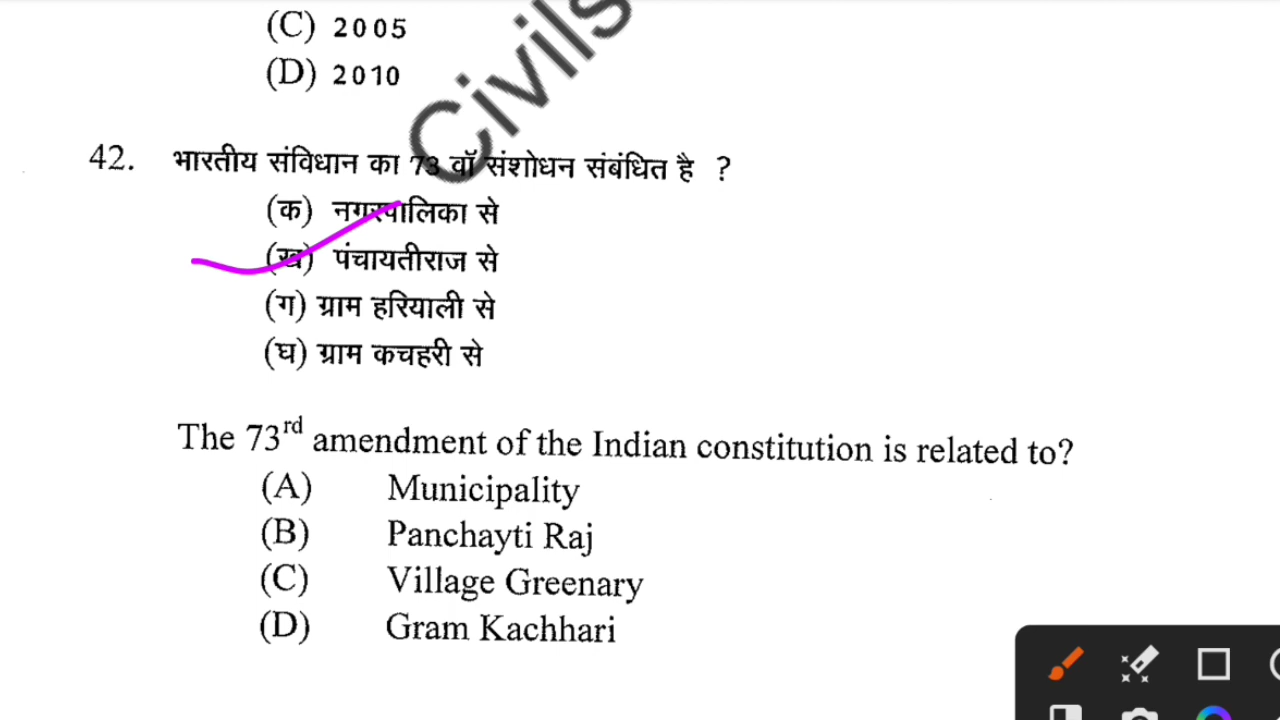 (C) 2005
(D) 2010
Civils
42. भारतीय संविधान का 73 वाँ संशोधन संबंधित है ?
(क) नगरपालिका से
(ख) पंचायतीराज से
(ग) ग्राम हरियाली से
(घ) ग्राम कचहरी से
The 73rd amendment of the Indian constitution is related to?
(A) Municipality
(B) Panchayti Raj
(C) Village Greenary
(D) Gram Kachhari